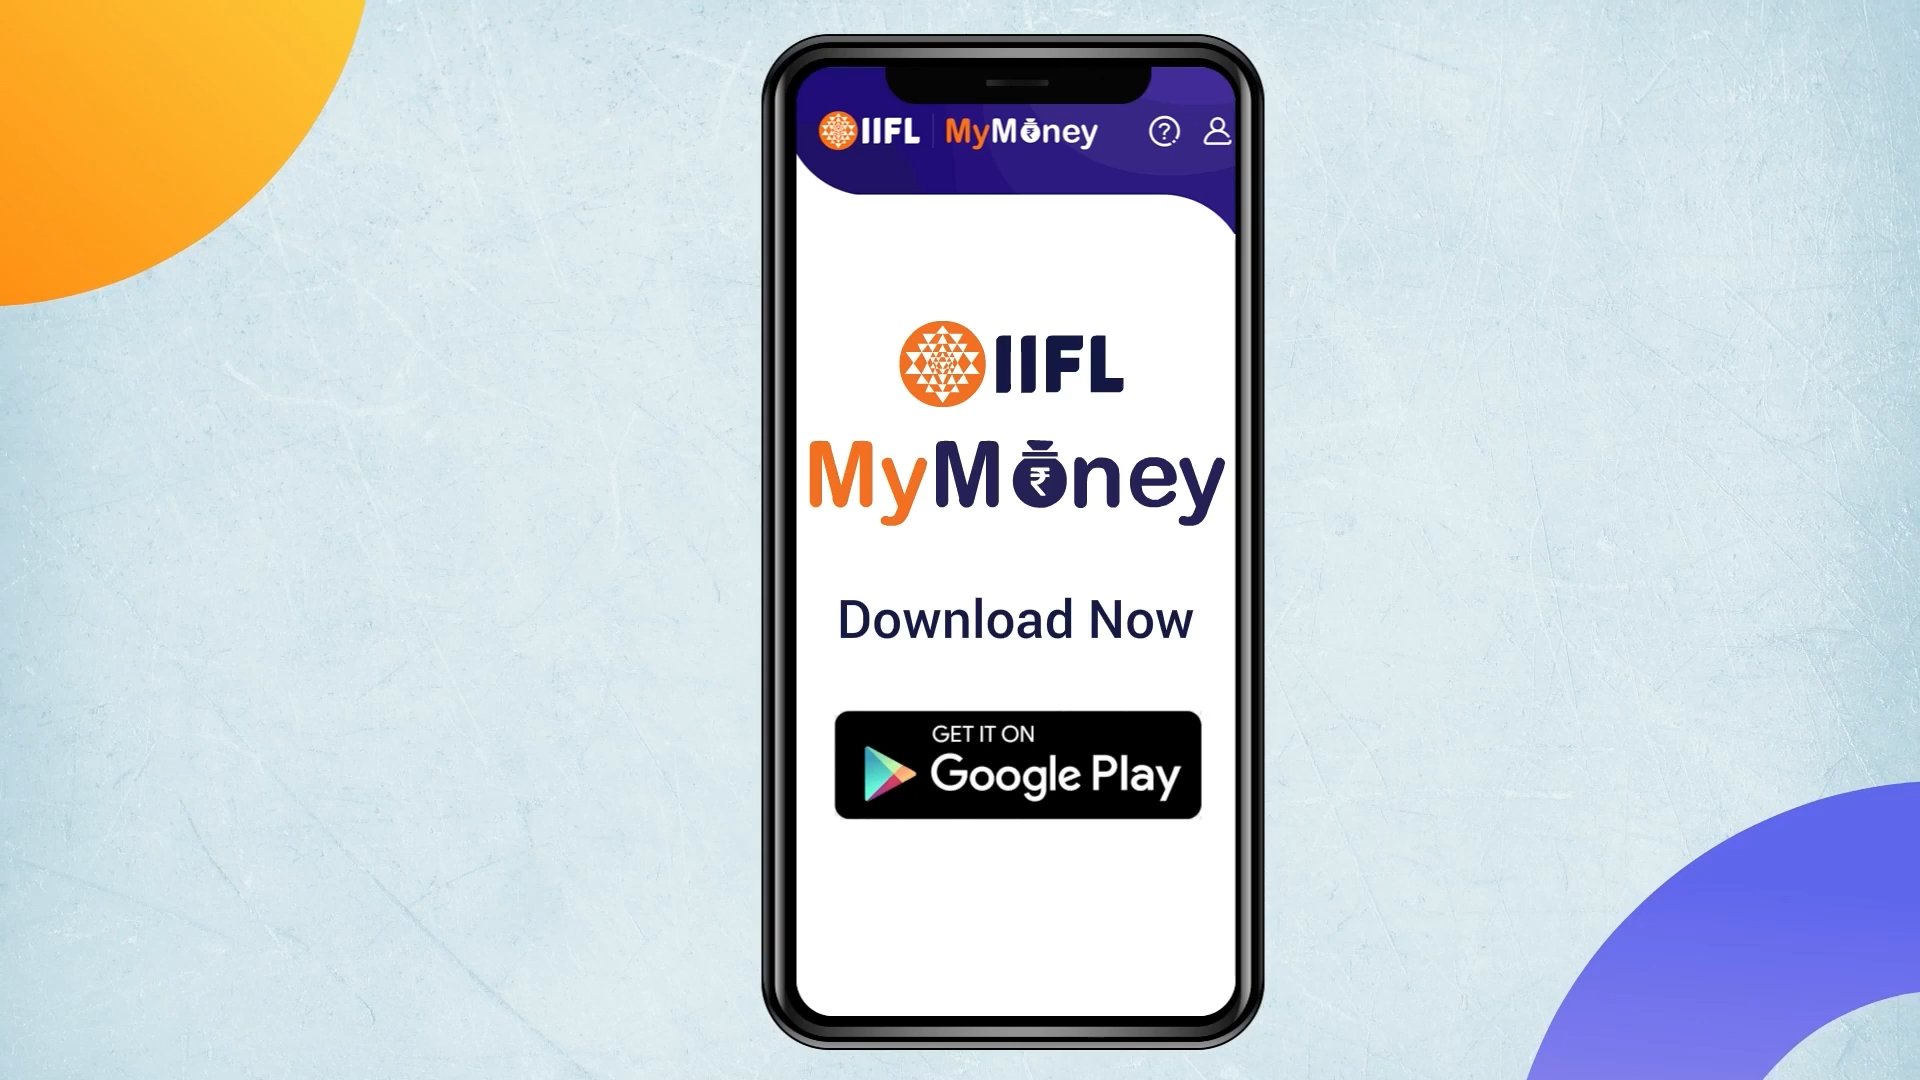 IIFL MyMoney
IIFL
MyMoney
Download Now
GET IT ON
Google Play